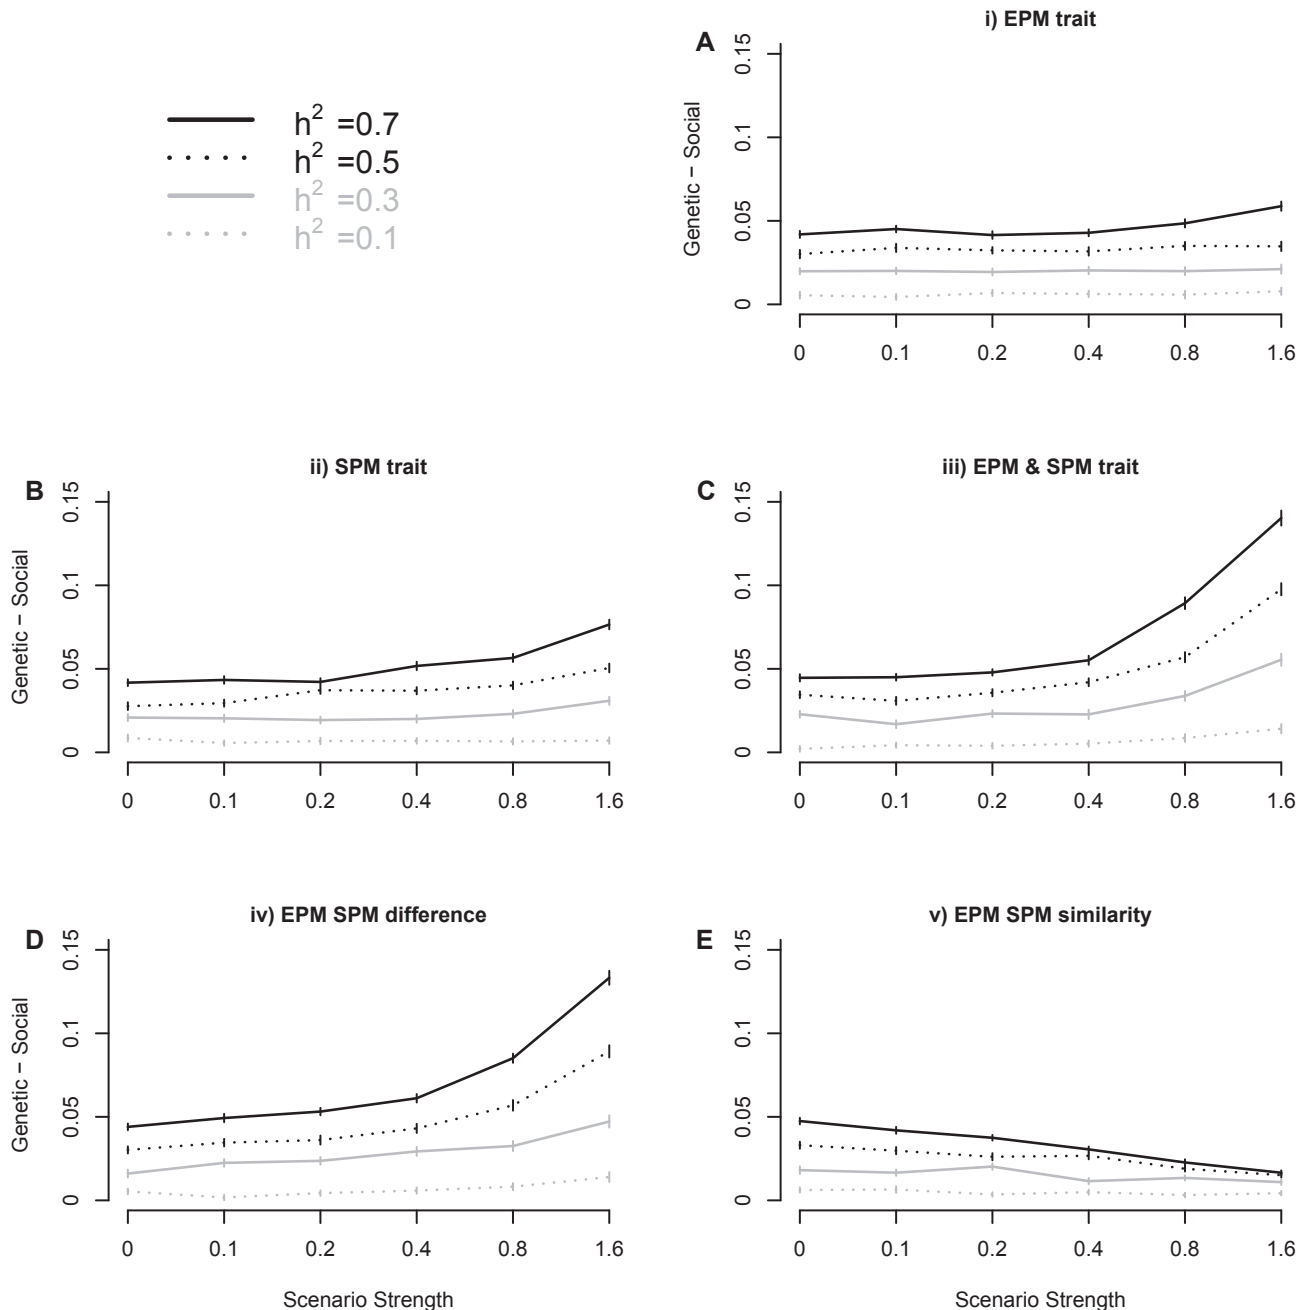 h² =0.7
h² =0.5
h² =0.3
h² =0.1
i) EPM trait
A
Genetic − Social
0.15
0.1
0.05
0
0 0.1 0.2 0.4 0.8 1.6
ii) SPM trait
B
Genetic − Social
0.15
0.1
0.05
0
0 0.1 0.2 0.4 0.8 1.6
iii) EPM & SPM trait
C
0.15
0.1
0.05
0
0 0.1 0.2 0.4 0.8 1.6
iv) EPM SPM difference
D
Genetic − Social
0.15
0.1
0.05
0
0 0.1 0.2 0.4 0.8 1.6
Scenario Strength
v) EPM SPM similarity
E
0.15
0.1
0.05
0
0 0.1 0.2 0.4 0.8 1.6
Scenario Strength